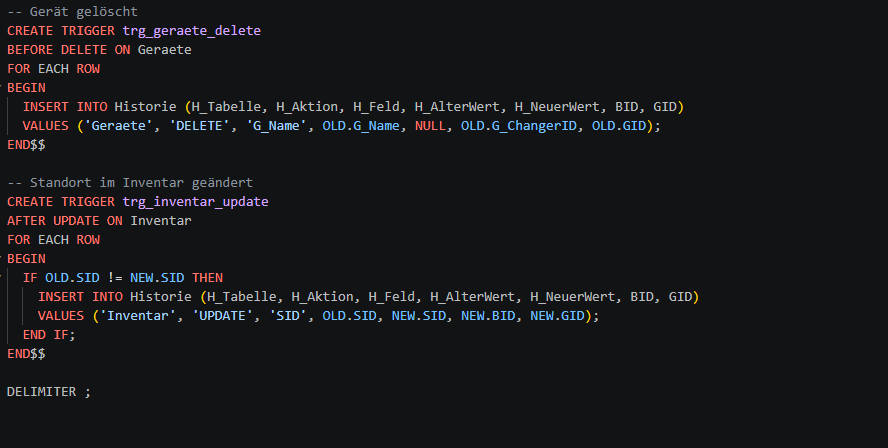 -- Gerät gelöscht
CREATE TRIGGER trg_geraete_delete
BEFORE DELETE ON Geraete
FOR EACH ROW
BEGIN
INSERT INTO Historie (H_Tabelle, H_Aktion, H_Feld, H_AlterWert, H_NeuerWert, BID, GID)
VALUES ('Geraete', 'DELETE', 'G_Name', OLD.G_Name, NULL, OLD.G_ChangerID, OLD.GID);
END$$
-- Standort im Inventar geändert
CREATE TRIGGER trg_inventar_update
AFTER UPDATE ON Inventar
FOR EACH ROW
BEGIN
IF OLD.SID != NEW.SID THEN
INSERT INTO Historie (H_Tabelle, H_Aktion, H_Feld, H_AlterWert, H_NeuerWert, BID, GID)
VALUES ('Inventar', 'UPDATE', 'SID', OLD.SID, NEW.SID, NEW.BID, NEW.GID);
END IF;
END$$
DELIMITER ;